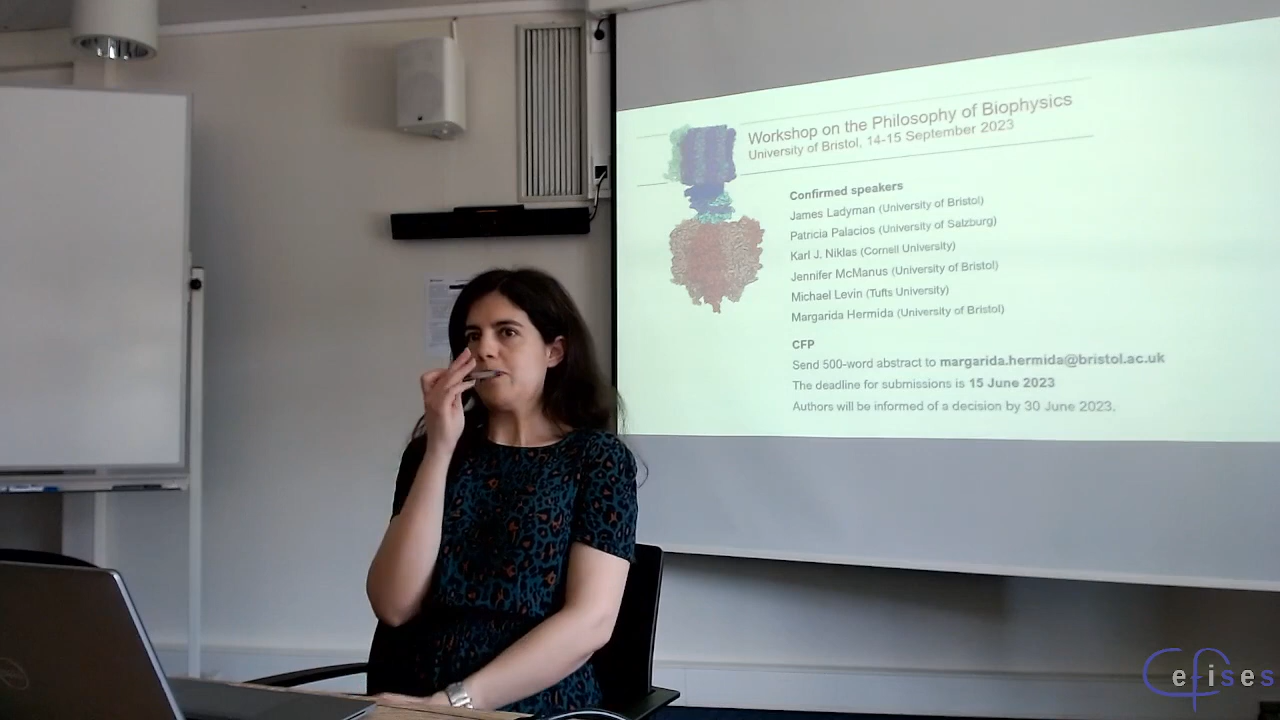 Workshop on the Philosophy of Biophysics
University of Bristol, 14-15 September 2023
Confirmed speakers
James Ladyman (University of Bristol)
Patricia Palacios (University of Salzburg)
Karl J. Niklas (Cornell University)
Jennifer McManus (University of Bristol)
Michael Levin (Tufts University)
Margarida Hermida (University of Bristol)
CFP
Send 500-word abstract to margarida.hermida@bristol.ac.uk
The deadline for submissions is 15 June 2023
Authors will be informed of a decision by 30 June 2023.
Cefises